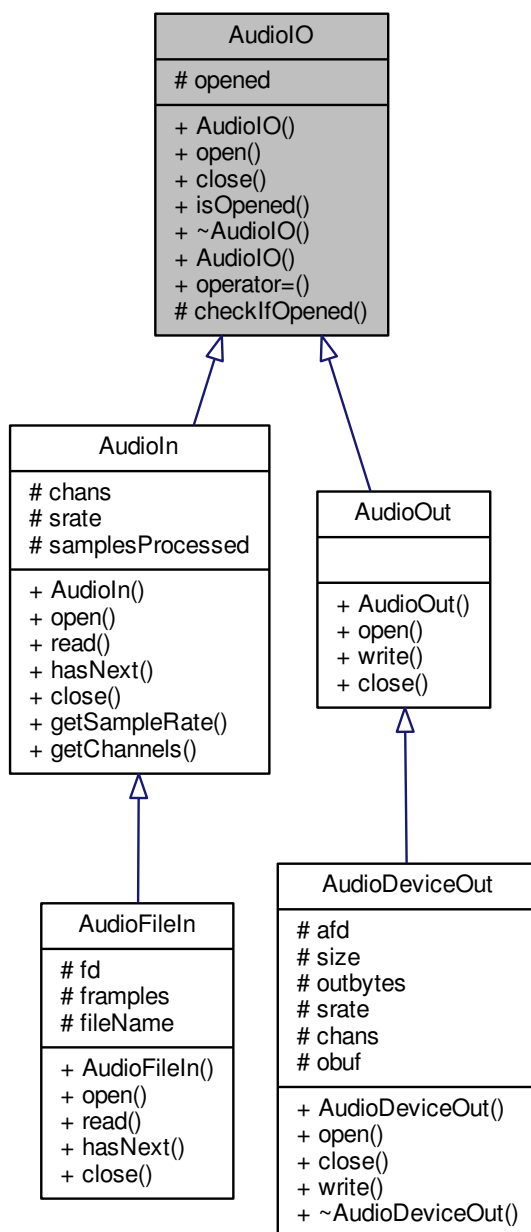 AudioIO
# opened
+ AudioIO()
+ open()
+ close()
+ isOpened()
+ ~AudioIO()
+ AudioIO()
+ operator=()
# checkIfOpened()
AudioIn
# chans
# srate
# samplesProcessed
+ AudioIn()
+ open()
+ read()
+ hasNext()
+ close()
+ getSampleRate()
+ getChannels()
AudioOut
+ AudioOut()
+ open()
+ write()
+ close()
AudioFileIn
# fd
# framples
# fileName
+ AudioFileIn()
+ open()
+ read()
+ hasNext()
+ close()
AudioDeviceOut
# afd
# size
# outbytes
# srate
# chans
# obuf
+ AudioDeviceOut()
+ open()
+ close()
+ write()
+ ~AudioDeviceOut()